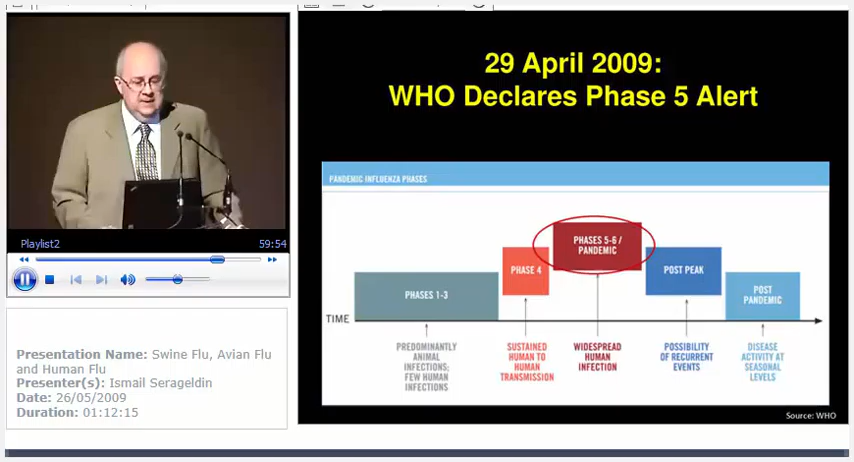 Playlist2 59:54
Presentation Name: Swine Flu, Avian Flu
and Human Flu
Presenter(s): Ismail Serageldin
Date: 26/05/2009
Duration: 01:12:15
29 April 2009:
WHO Declares Phase 5 Alert
PANDEMIC INFLUENZA PHASES
PHASES 1-3
PHASE 4
PHASES 5-6 /
PANDEMIC
POST PEAK
POST
PANDEMIC
TIME
PREDOMINANTLY
ANIMAL
INFECTIONS;
FEW HUMAN
INFECTIONS
SUSTAINED
HUMAN TO
HUMAN
TRANSMISSION
WIDESPREAD
HUMAN
INFECTION
POSSIBILITY
OF RECURRENT
EVENTS
DISEASE
ACTIVITY AT
SEASONAL
LEVELS
Source: WHO